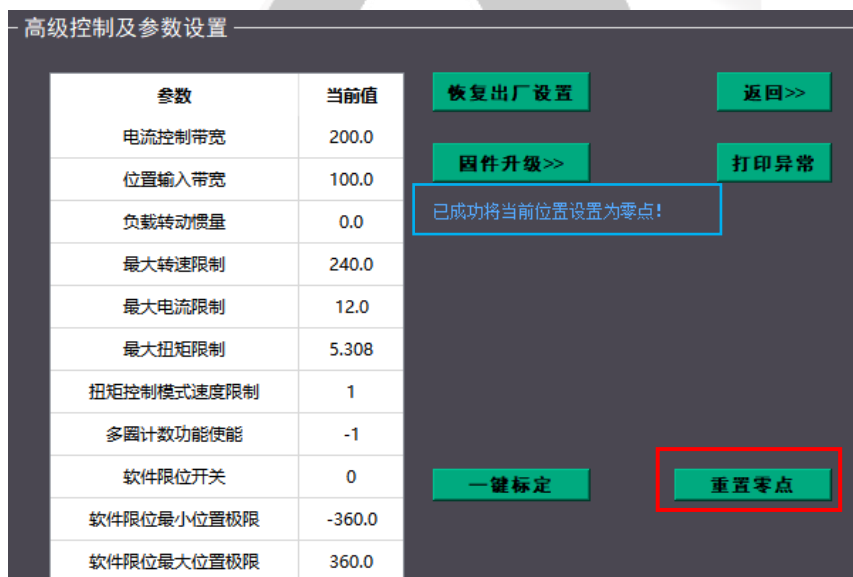 高级控制及参数设置
参数 当前值 恢复出厂设置 返回>>
电流控制带宽 200.0
位置输入带宽 100.0 固件升级>> 打印异常
负载转动惯量 0.0 已成功将当前位置设置为零点!
最大转速限制 240.0
最大电流限制 12.0
最大扭矩限制 5.308
扭矩控制模式速度限制 1
多圈计数功能使能 -1
软件限位开关 0 一键标定 重置零点
软件限位最小位置极限 -360.0
软件限位最大位置极限 360.0